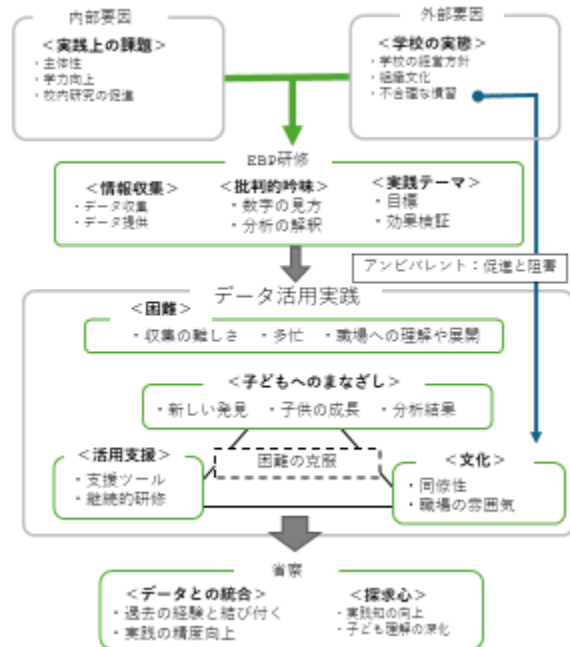 内部要因
＜実践上の課題＞
・主体性
・学力向上
・校内研究の促進
外部要因
＜学校の実態＞
・学校の経営方針
・組織文化
・不合理な慣習
EBP研修
＜情報収集＞
・データ収集
・データ提供
＜批判的吟味＞
・数字の見方
・分析の解釈
＜実践テーマ＞
・目標
・効果検証
アンビバレント：促進と阻害
データ活用実践
＜困難＞
・収集の難しさ ・多忙 ・職場への理解や展開
＜子どもへのまなざし＞
・新しい発見 ・子供の成長 ・分析結果
困難の克服
＜活用支援＞
・支援ツール
・継続的研修
＜文化＞
・同僚性
・職場の雰囲気
省察
＜データとの統合＞
・過去の経験と結び付く
・実践の精度向上
＜探求心＞
・実践知の向上
・子ども理解の深化